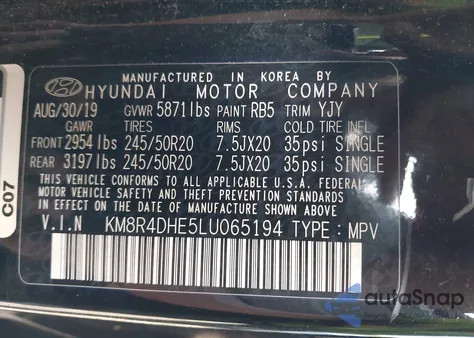 MANUFACTURED IN KOREA BY
HYUNDAI MOTOR COMPANY
AUG/30/19 GVWR 5871lbs PAINT RB5 TRIM YJY
GAWR TIRES RIMS COLD TIRE INFL
FRONT 2954lbs 245/50R20 7.5JX20 35psi SINGLE
REAR 3197lbs 245/50R20 7.5JX20 35psi SINGLE
THIS VEHICLE CONFORMS TO ALL APPLICABLE U.S.A. FEDERAL
MOTOR VEHICLE SAFETY AND THEFT PREVENTION STANDARDS
IN EFFECT ON THE DATE OF MANUFACTURE SHOWN ABOVE.
V.I.N KM8R4DHE5LU065194 TYPE : MPV
C07
autoSnap